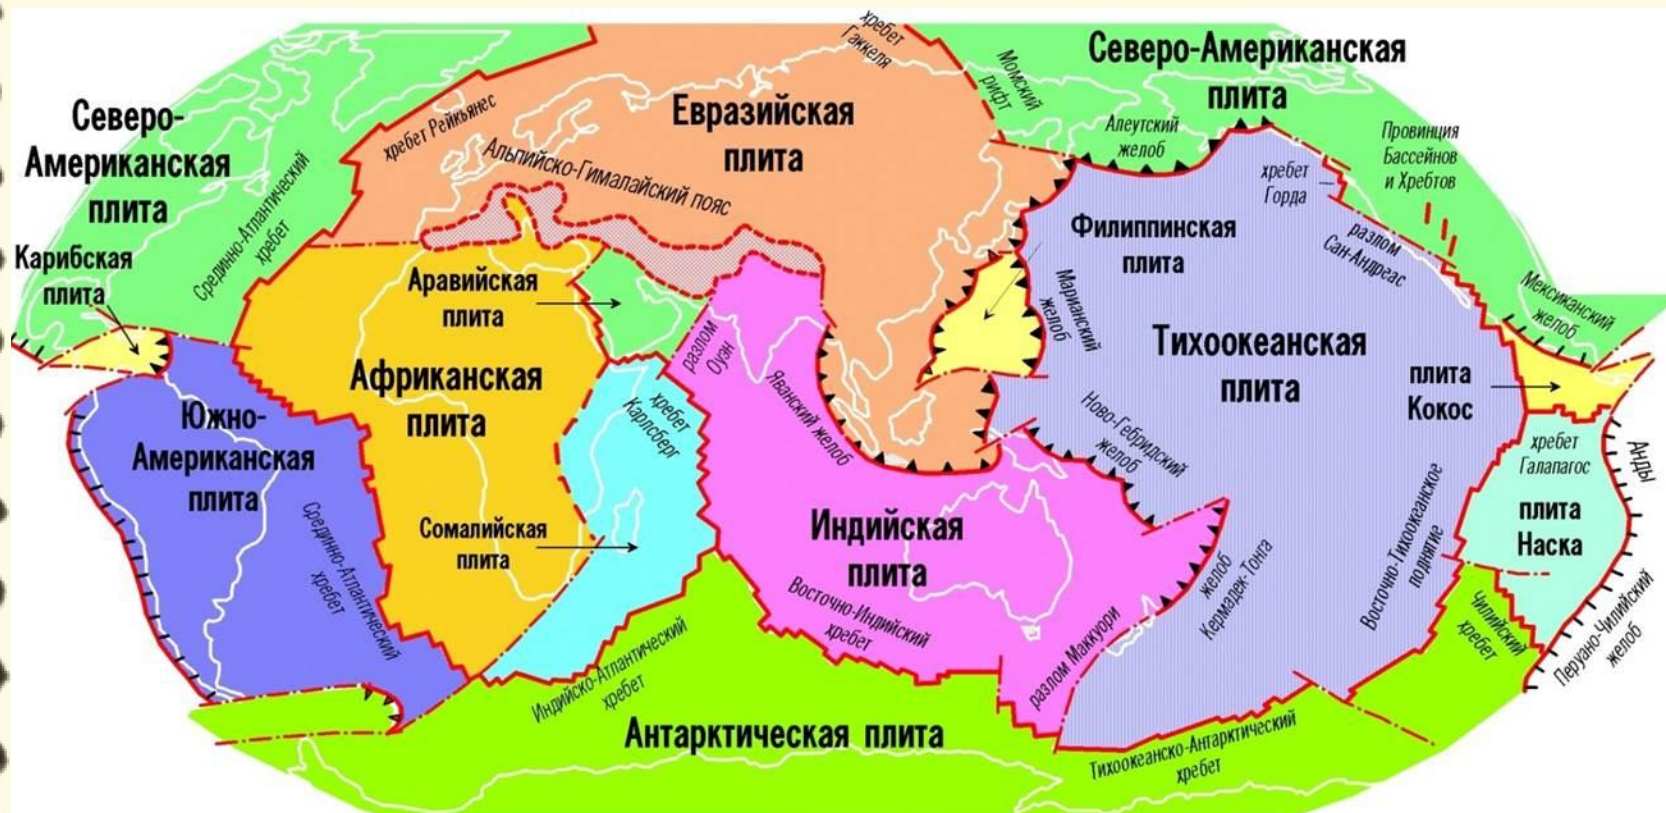 Северо-
Американская
плита
Карибская
плита
Срединно-Атлантический
хребет
хребет Рейкьянес
Альпийско-Гималайский пояс
Евразийская
плита
хребет
Гаккеля
Момский
рифт
Северо-Американская
плита
Алеутский
желоб
хребет
Горда
Провинция
Бассейнов
и Хребтов
разлом
Сан-Андреас
Мексиканский
желоб
Филиппинская
плита
Марианский
желоб
Аравийская
плита
Африканская
плита
разлом
Оуэн
хребет
Карлсберг
Яванский желоб
Тихоокеанская
плита
плита
Кокос
Южно-
Американская
плита
Срединно-Атлантический
хребет
Сомалийская
плита
Ново-Гебридский
желоб
хребет
Галапагос
Анды
плита
Наска
Индийская
плита
Восточно-Индийский
хребет
желоб
Кермадек-Тонга
Восточно-Тихоокеанское
поднятие
Чилийский
хребет
Перуано-Чилийский
желоб
разлом Маккуори
Индийско-Атлантический
хребет
Антарктическая плита
Тихоокеанско-Антарктический
хребет